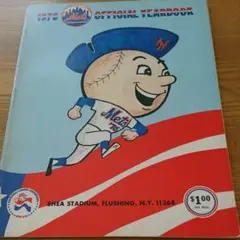 1976 Mets OFFICIAL YEARBOOK
NY
Mets
SHEA STADIUM, FLUSHING, N.Y. 11368
$1.00